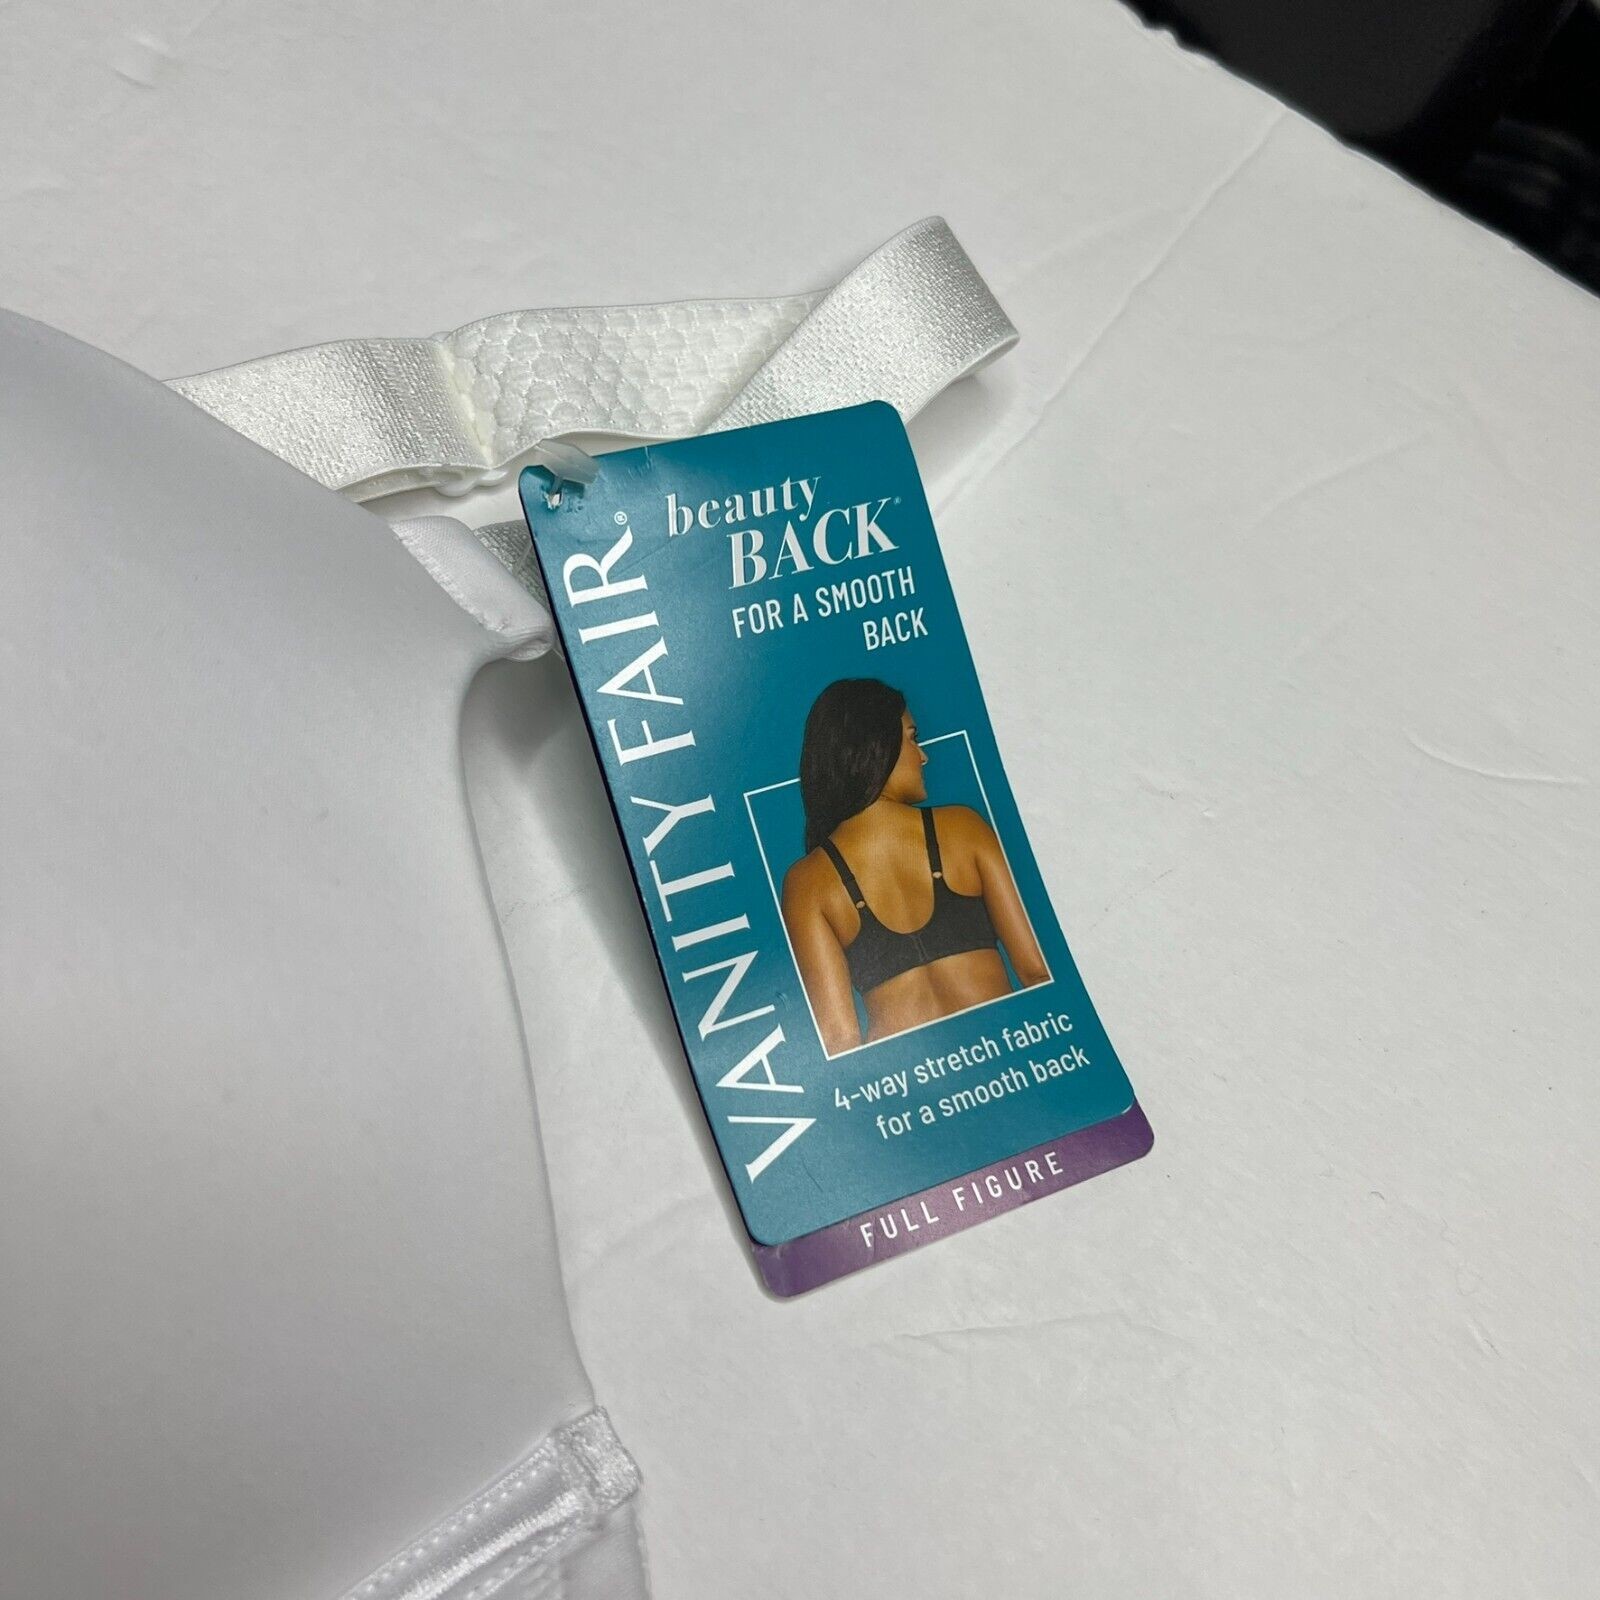 VANITY FAIR®
beauty
BACK®
FOR A SMOOTH
BACK
4-way stretch fabric
for a smooth back
FULL FIGURE